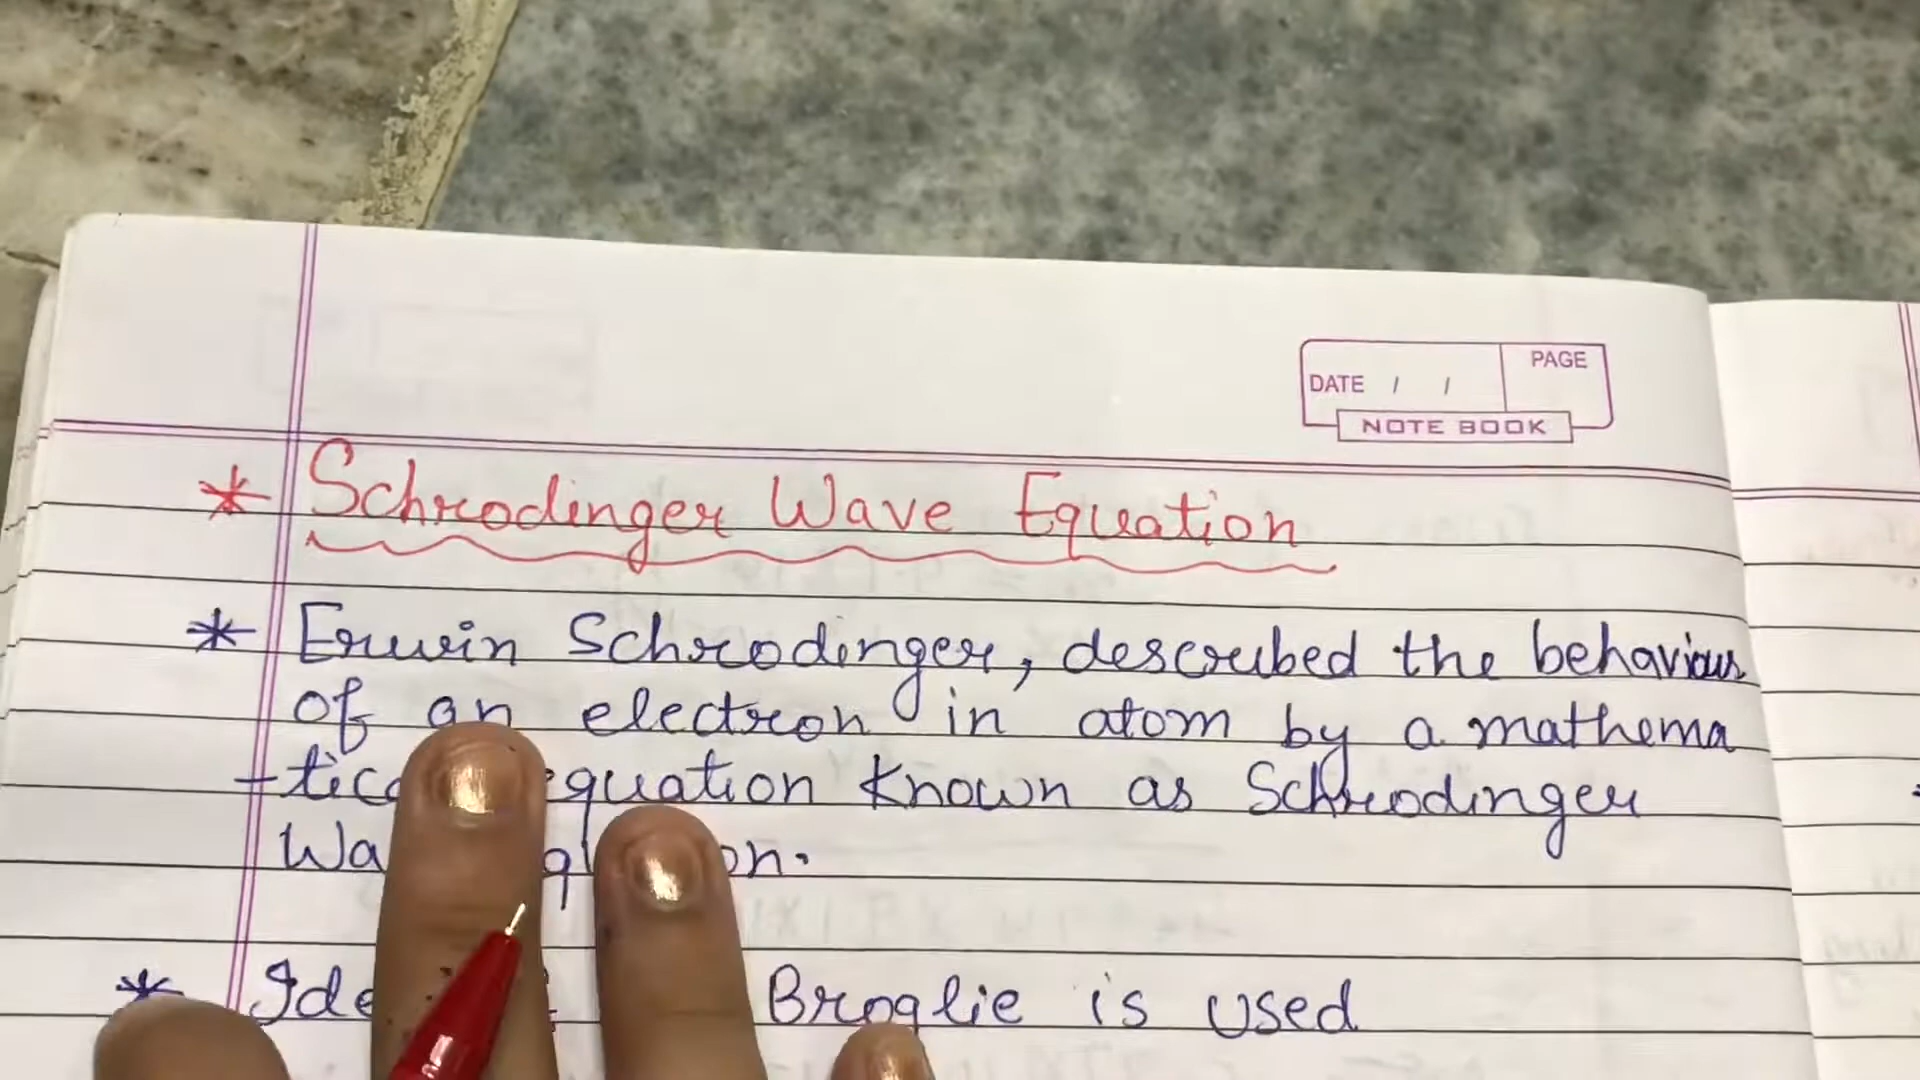 PAGE
DATE / /
NOTE BOOK
* Schrodinger Wave Equation
* Erwin Schrodinger, described the behaviour
of an electron in atom by a mathema
-tica equation known as Schrodinger
Wa on.
* Ide Broglie is used